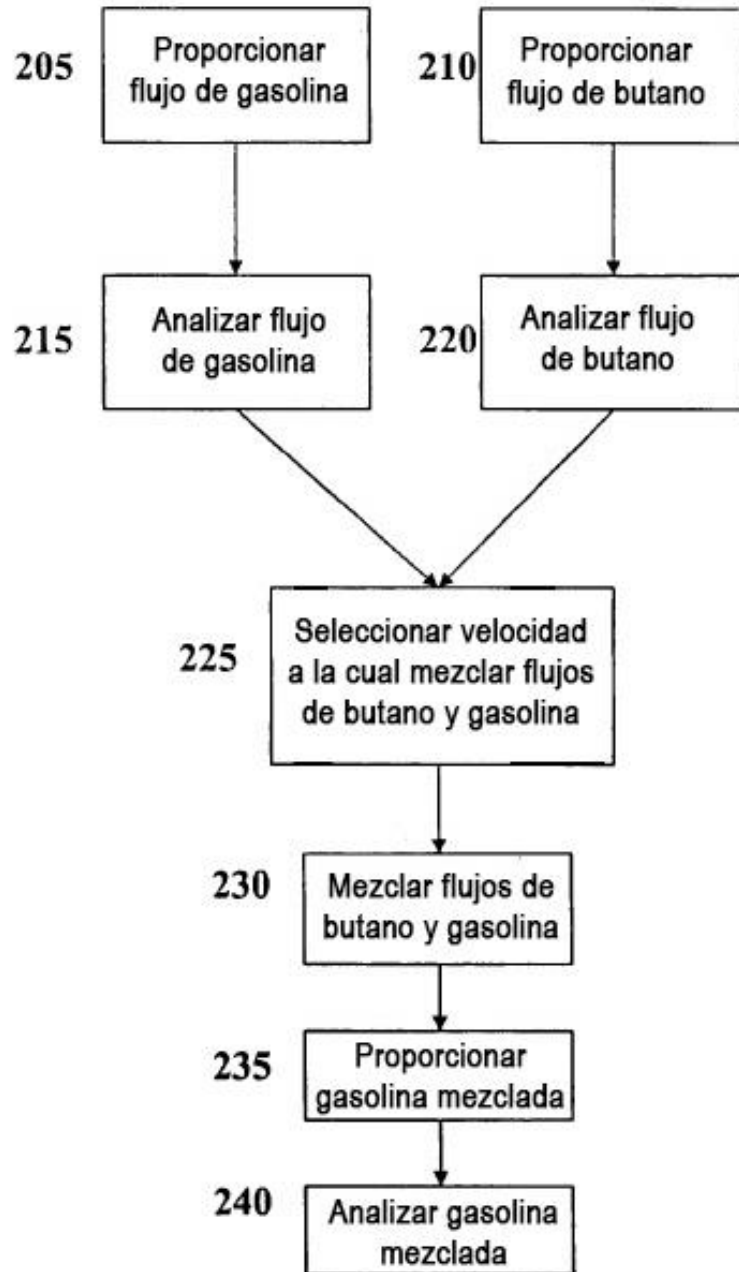 205
Proporcionar
flujo de gasolina
210
Proporcionar
flujo de butano
215
Analizar flujo
de gasolina
220
Analizar flujo
de butano
225
Seleccionar velocidad
a la cual mezclar flujos
de butano y gasolina
230
Mezclar flujos de
butano y gasolina
235
Proporcionar
gasolina mezclada
240
Analizar gasolina
mezclada